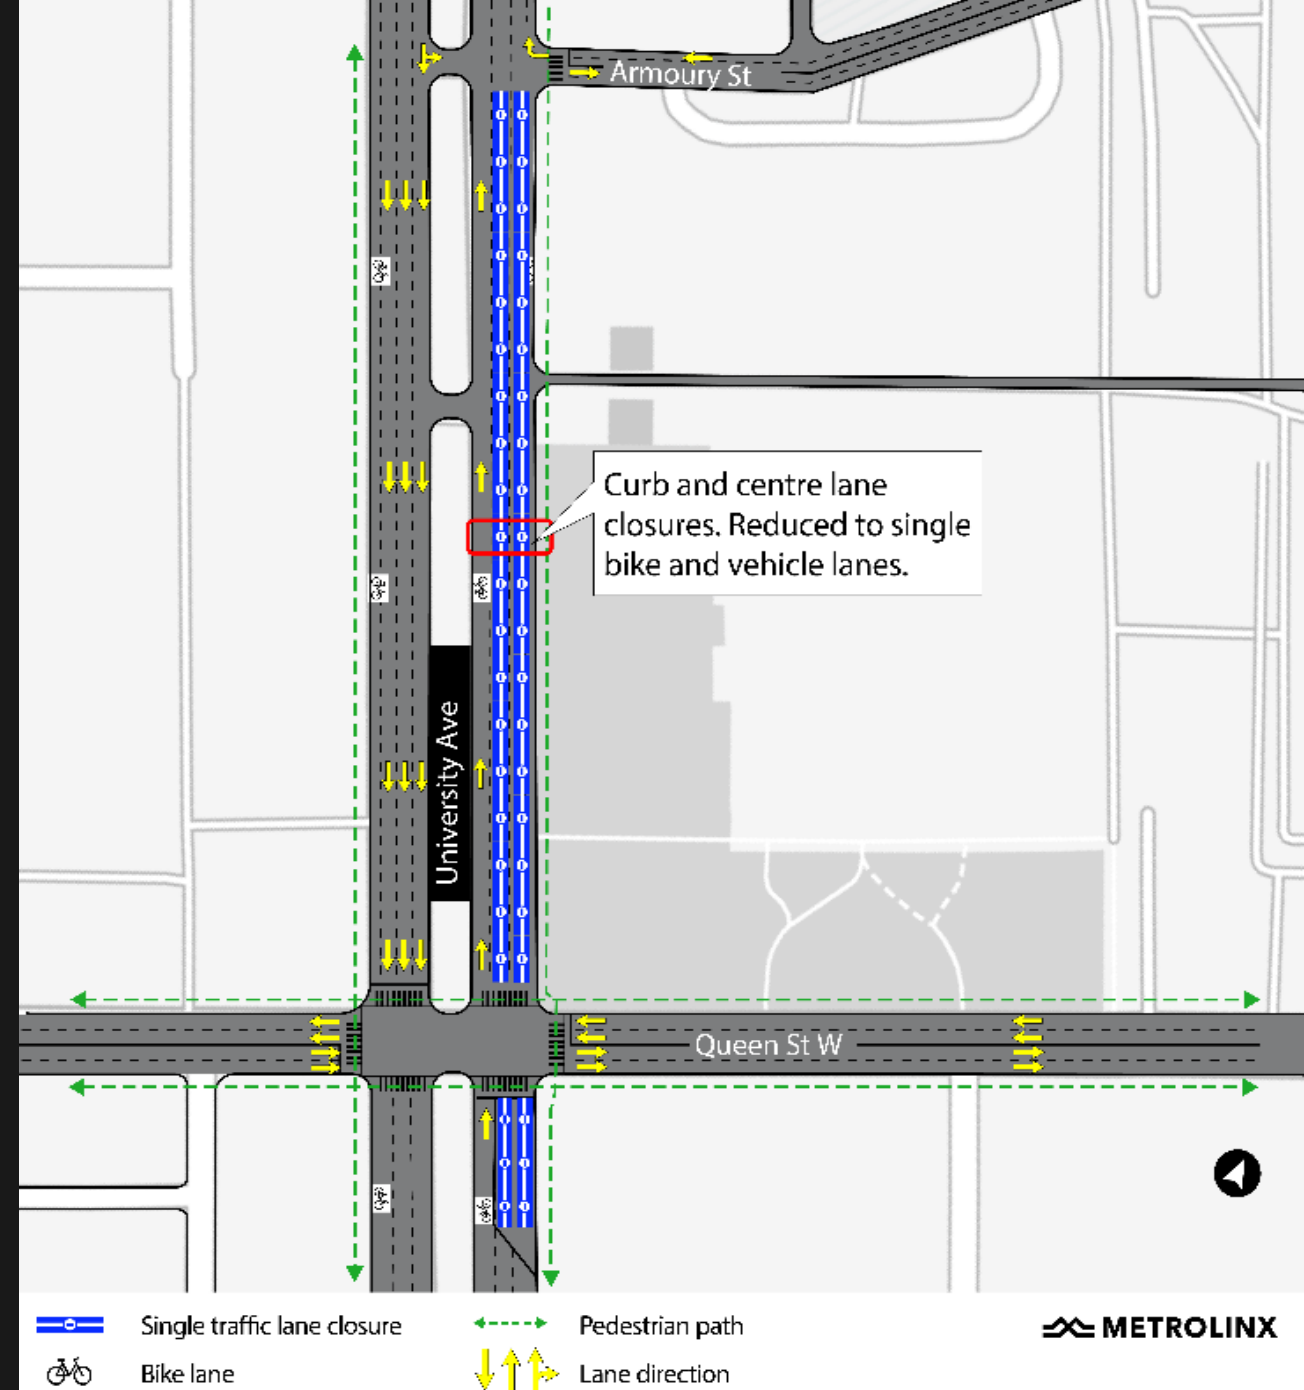 Armoury St
Curb and centre lane
closures. Reduced to single
bike and vehicle lanes.
University Ave
Queen St W
Single traffic lane closure
Pedestrian path
METROLINX
Bike lane
Lane direction